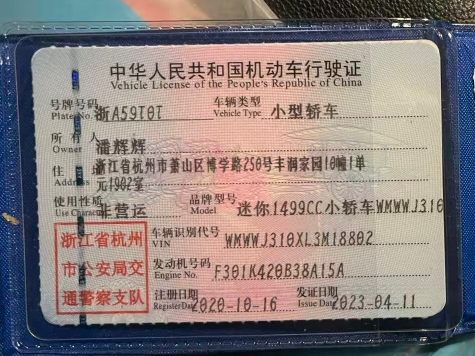 中华人民共和国机动车行驶证
Vehicle License of the People's Republic of China
号牌号码 浙A59T0T 车辆类型 小型轿车
Plate No. Vehicle Type
所有人 潘辉辉
Owner
住 浙江省杭州市萧山区博学路250号丰润家园10幢1单
Address 元1902室
使用性质 非营运 品牌型号 迷你1499CC小轿车WMWWJ310
Use Character Model
浙江省杭州
市公安局交
通警察支队
车辆识别代号 WMWWJ310XL3M18802
VIN
发动机号码 F301K420B38A15A
Engine No.
注册日期 2020-10-16 发证日期 2023-04-11
Register Date Issue Date